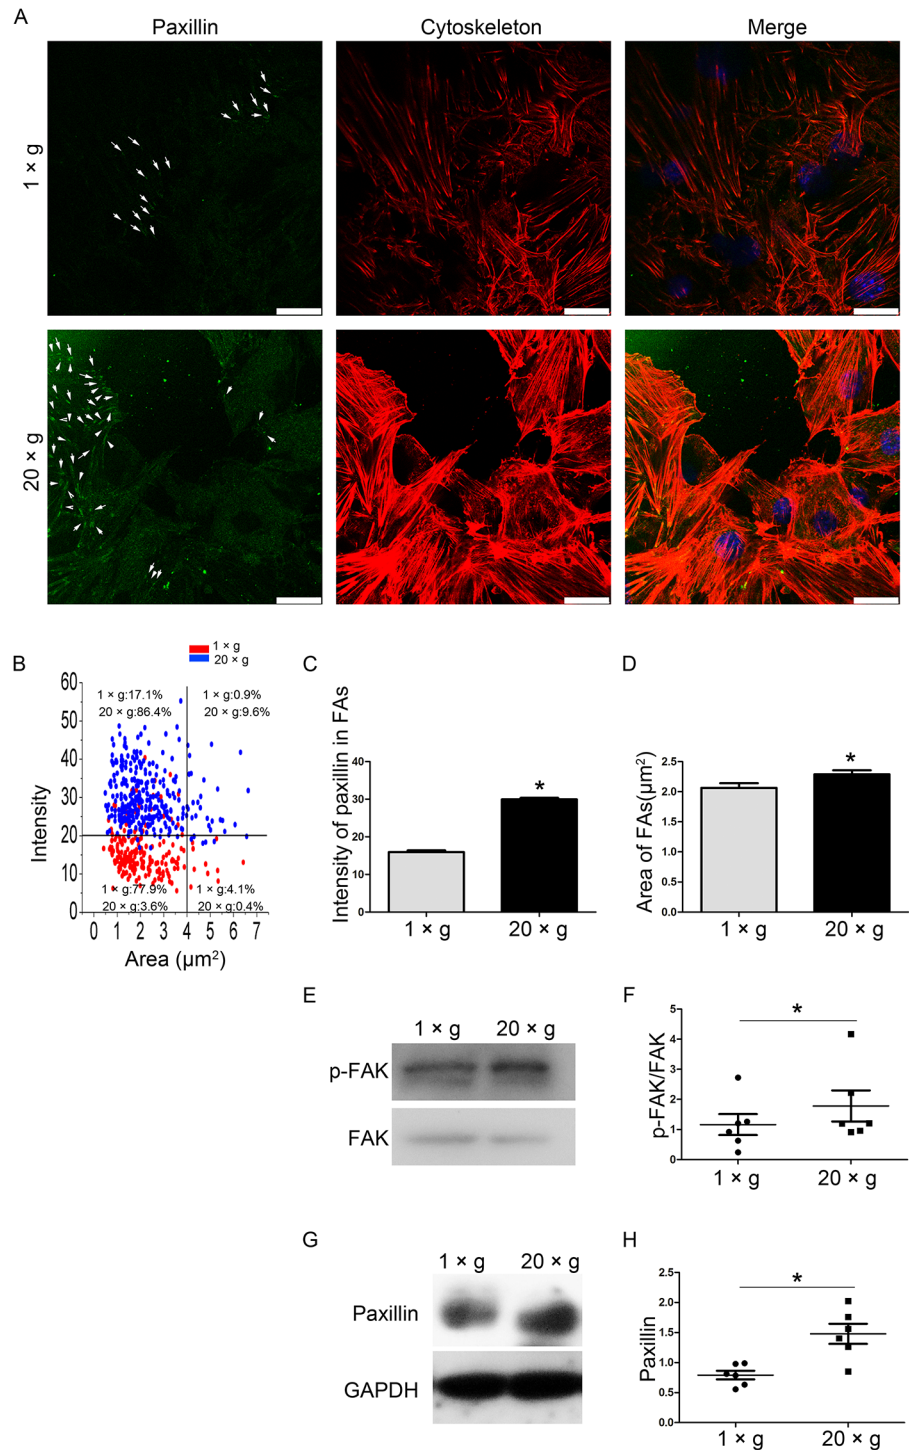 A
Paxillin Cytoskeleton Merge
1 × g
20 × g
B
1 × g
20 × g
60
50
40
30
20
10
0
Intensity
1 × g:17.1%
20 × g:86.4%
1 × g:0.9%
20 × g:9.6%
1 × g:77.9%
20 × g:3.6%
1 × g:4.1%
20 × g:0.4%
0 1 2 3 4 5 6 7
Area (µm²)
C
Intensity of paxillin in FAs
40
30
20
10
0
*
1 × g 20 × g
D
Area of FAs(µm²)
2.5
2.0
1.5
1.0
0.5
0.0
*
1 × g 20 × g
E
1 × g 20 × g
p-FAK
FAK
F
p-FAK/FAK
5
4
3
2
1
0
*
1 × g 20 × g
G
1 × g 20 × g
Paxillin
GAPDH
H
Paxillin
2.5
2.0
1.5
1.0
0.5
0.0
*
1 × g 20 × g